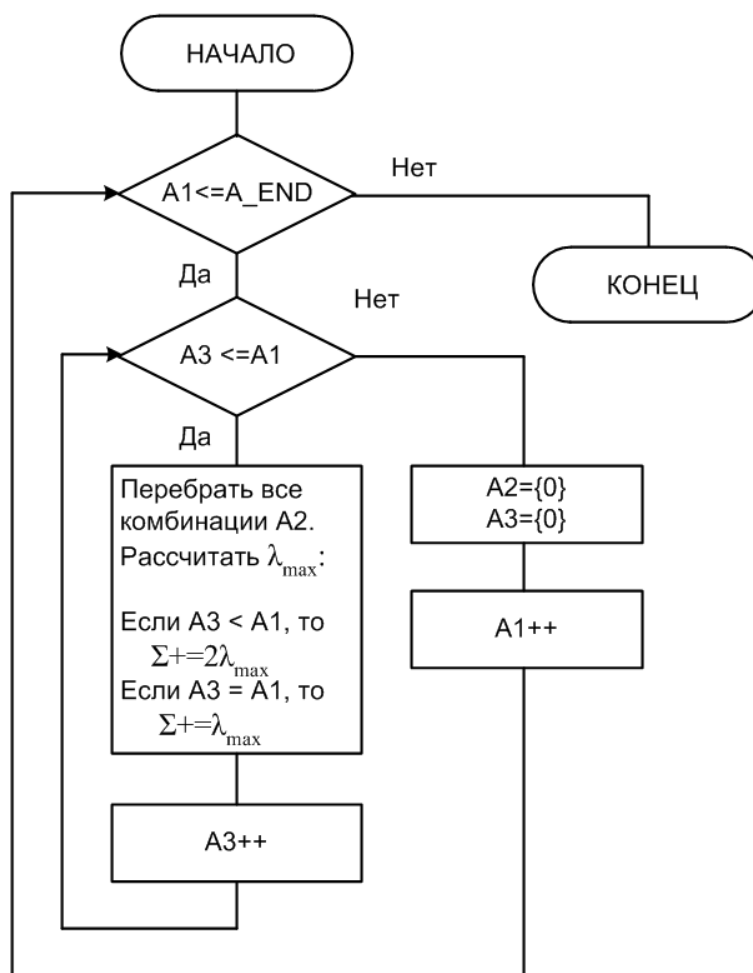 НАЧАЛО
A1<=A_END
Нет
КОНЕЦ
Да
Нет
A3 <=A1
Да
Перебрать все
комбинации A2.
Рассчитать λmax:
Если A3 < A1, то
Σ+=2λmax
Если A3 = A1, то
Σ+=λmax
A3++
A2={0}
A3={0}
A1++